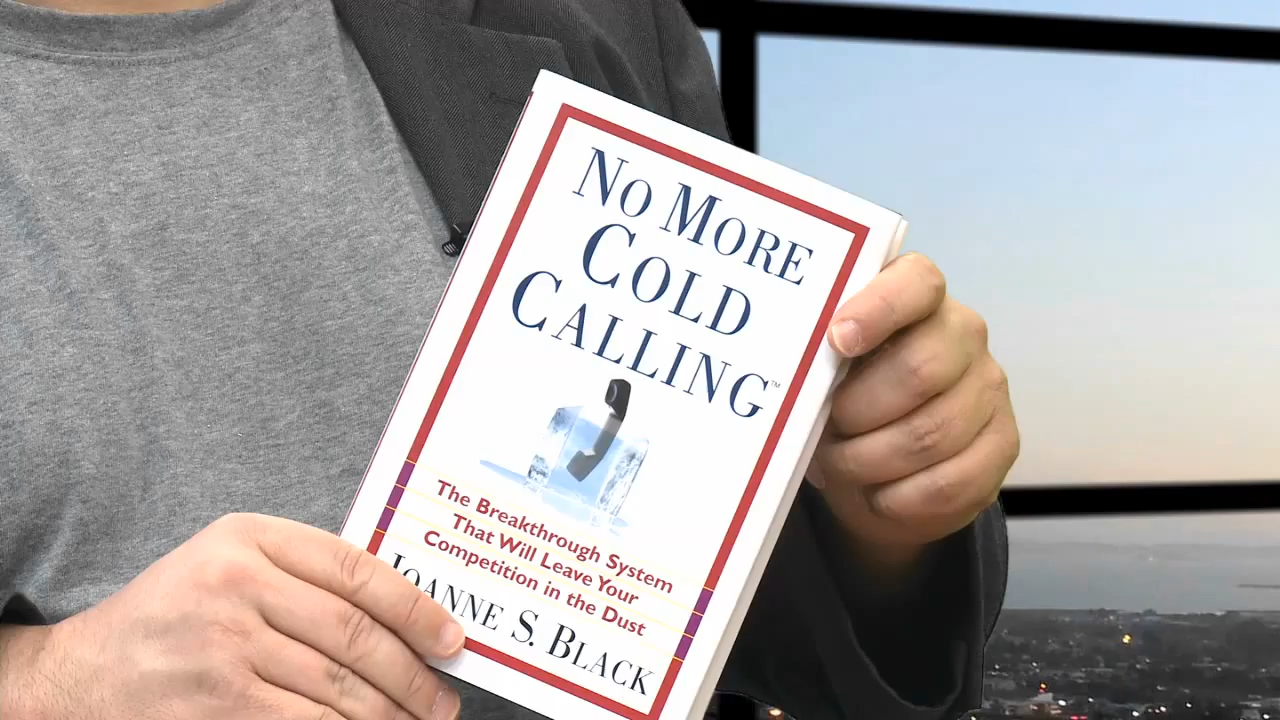 No More
Cold
Calling™
The Breakthrough System
That Will Leave Your
Competition in the Dust
Joanne S. Black